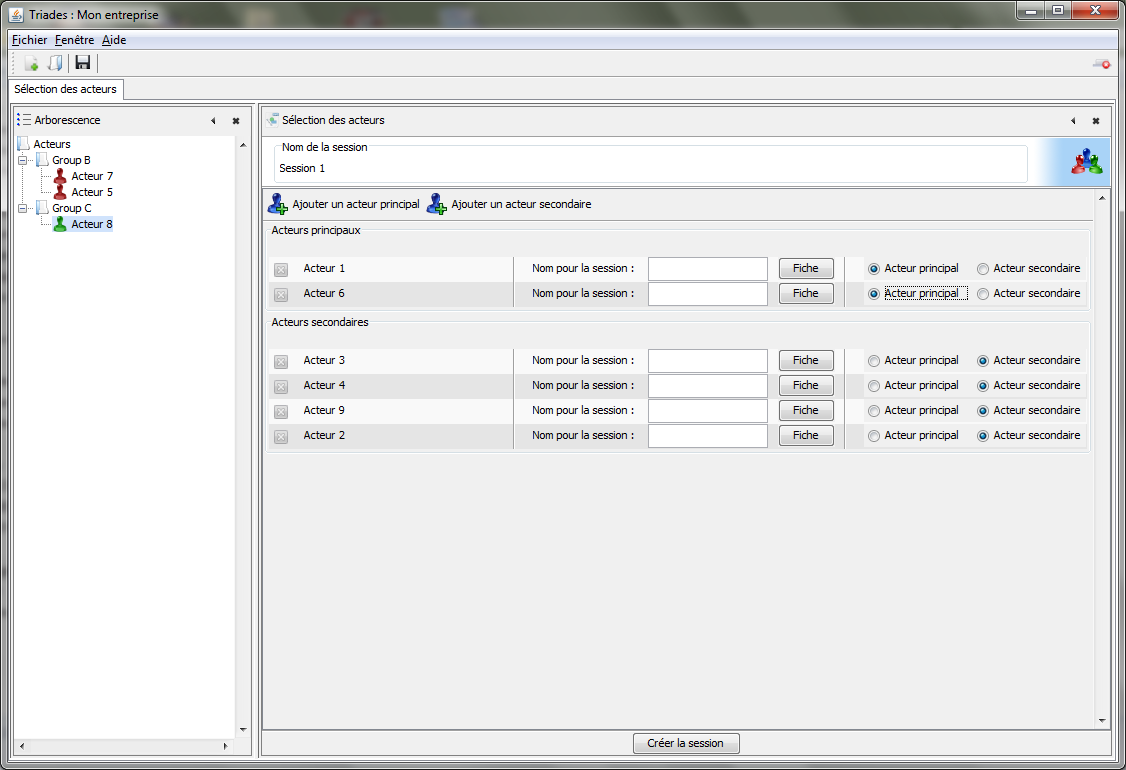 Triades : Mon entreprise
Fichier Fenêtre Aide
Sélection des acteurs
Arborescence
Acteurs
Group B
Acteur 7
Acteur 5
Group C
Acteur 8
Sélection des acteurs
Nom de la session
Session 1
Ajouter un acteur principal Ajouter un acteur secondaire
Acteurs principaux
Acteur 1 Nom pour la session : Fiche Acteur principal Acteur secondaire
Acteur 6 Nom pour la session : Fiche Acteur principal Acteur secondaire
Acteurs secondaires
Acteur 3 Nom pour la session : Fiche Acteur principal Acteur secondaire
Acteur 4 Nom pour la session : Fiche Acteur principal Acteur secondaire
Acteur 9 Nom pour la session : Fiche Acteur principal Acteur secondaire
Acteur 2 Nom pour la session : Fiche Acteur principal Acteur secondaire
Créer la session